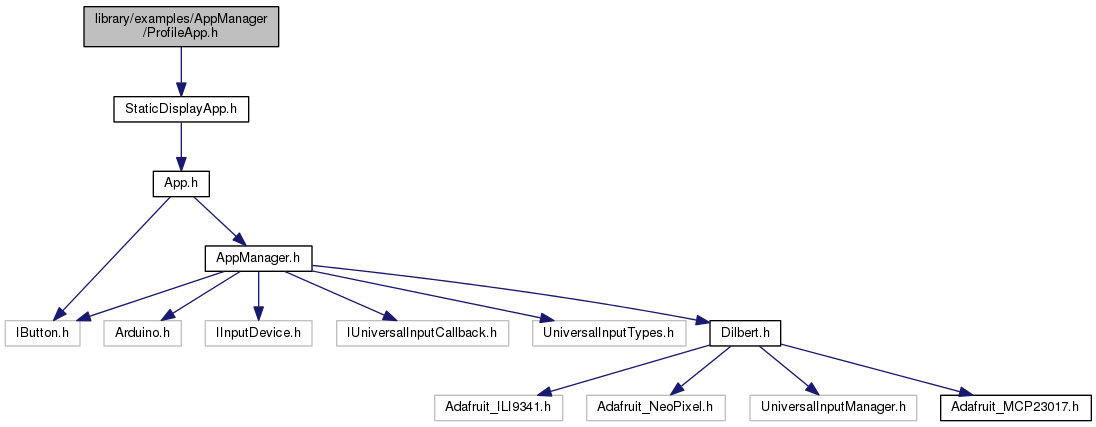 library/examples/AppManager
/ProfileApp.h
StaticDisplayApp.h
App.h
AppManager.h
IButton.h
Arduino.h
IInputDevice.h
IUniversalInputCallback.h
UniversalInputTypes.h
Dilbert.h
Adafruit_ILI9341.h
Adafruit_NeoPixel.h
UniversalInputManager.h
Adafruit_MCP23017.h